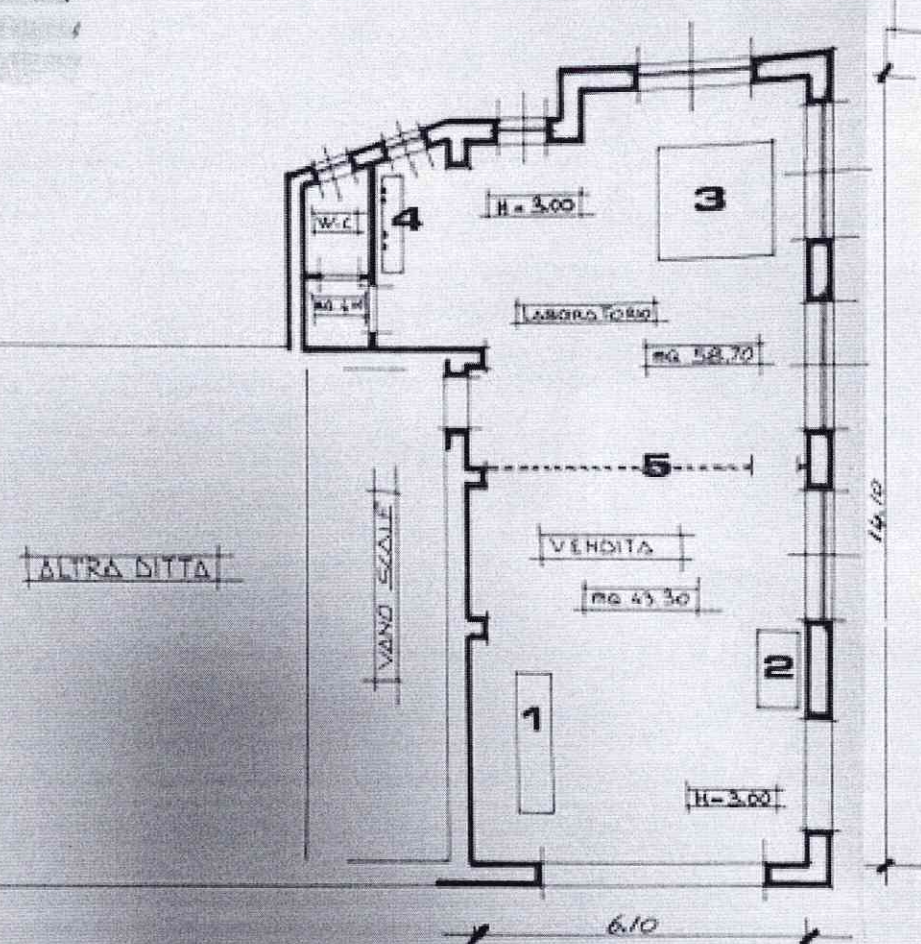 3
4
H = 3.00
W.C
LABORATORIO
mq 58,70
5
14.10
VENDITA
ALTRA DITTA
VANO SCALE
mq 43.30
2
1
H = 3.00
6.10